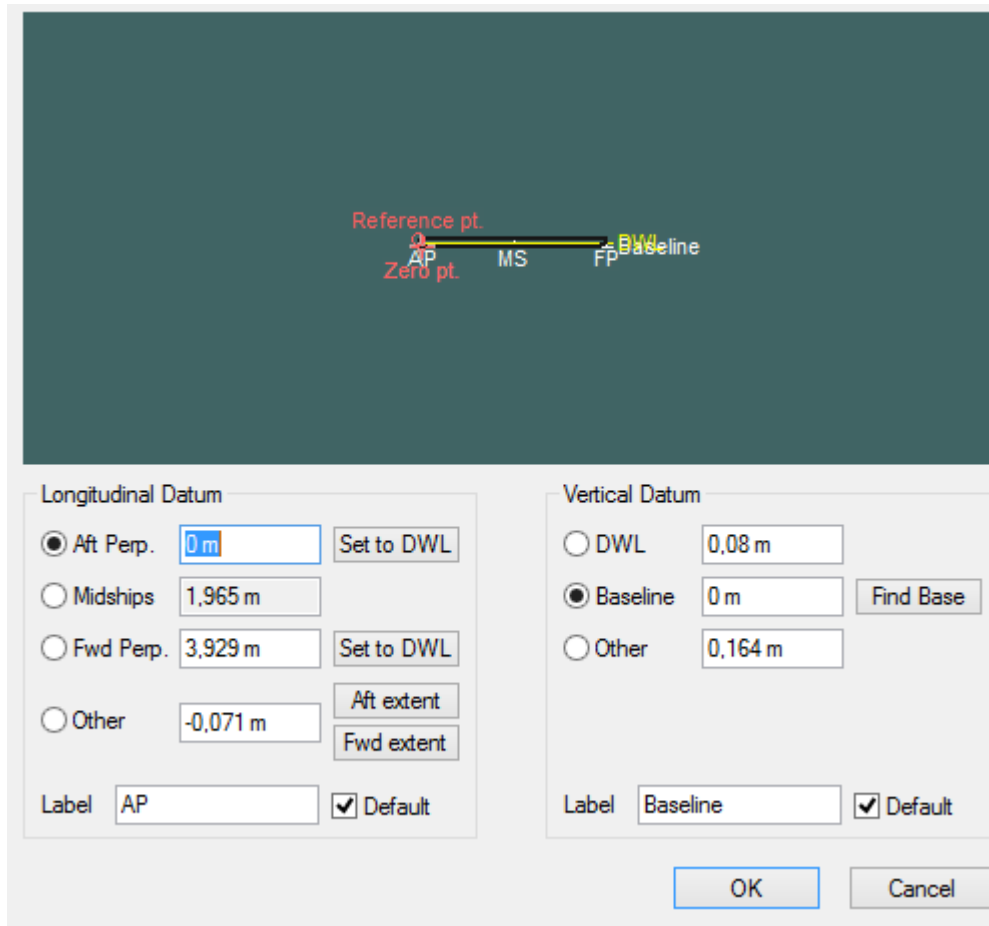 Reference pt.
DWL
Baseline
AP
MS
FP
Zero pt.
Longitudinal Datum
Aft Perp.
0 m
Set to DWL
Midships
1,965 m
Fwd Perp.
3,929 m
Set to DWL
Other
-0,071 m
Aft extent
Fwd extent
Label
AP
Default
Vertical Datum
DWL
0,08 m
Baseline
0 m
Find Base
Other
0,164 m
Label
Baseline
Default
OK
Cancel